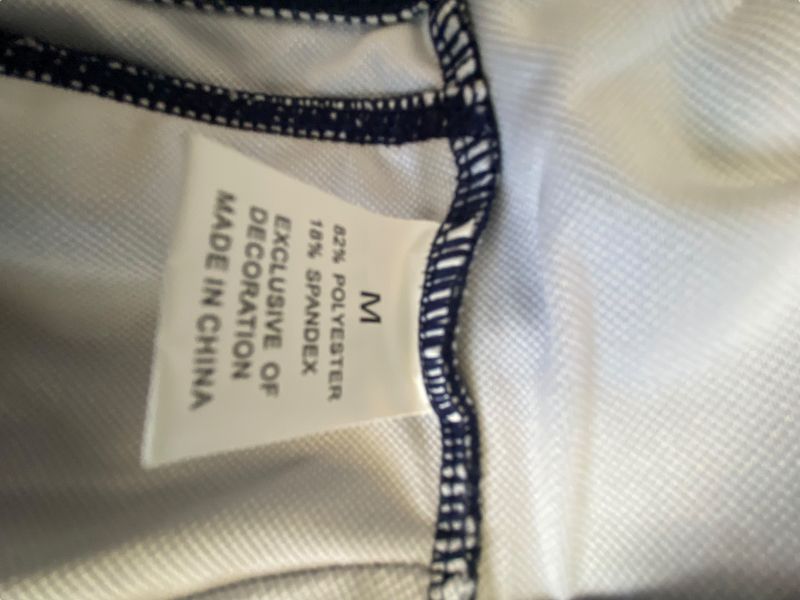 M
82% POLYESTER
18% SPANDEX
EXCLUSIVE OF
DECORATION
MADE IN CHINA